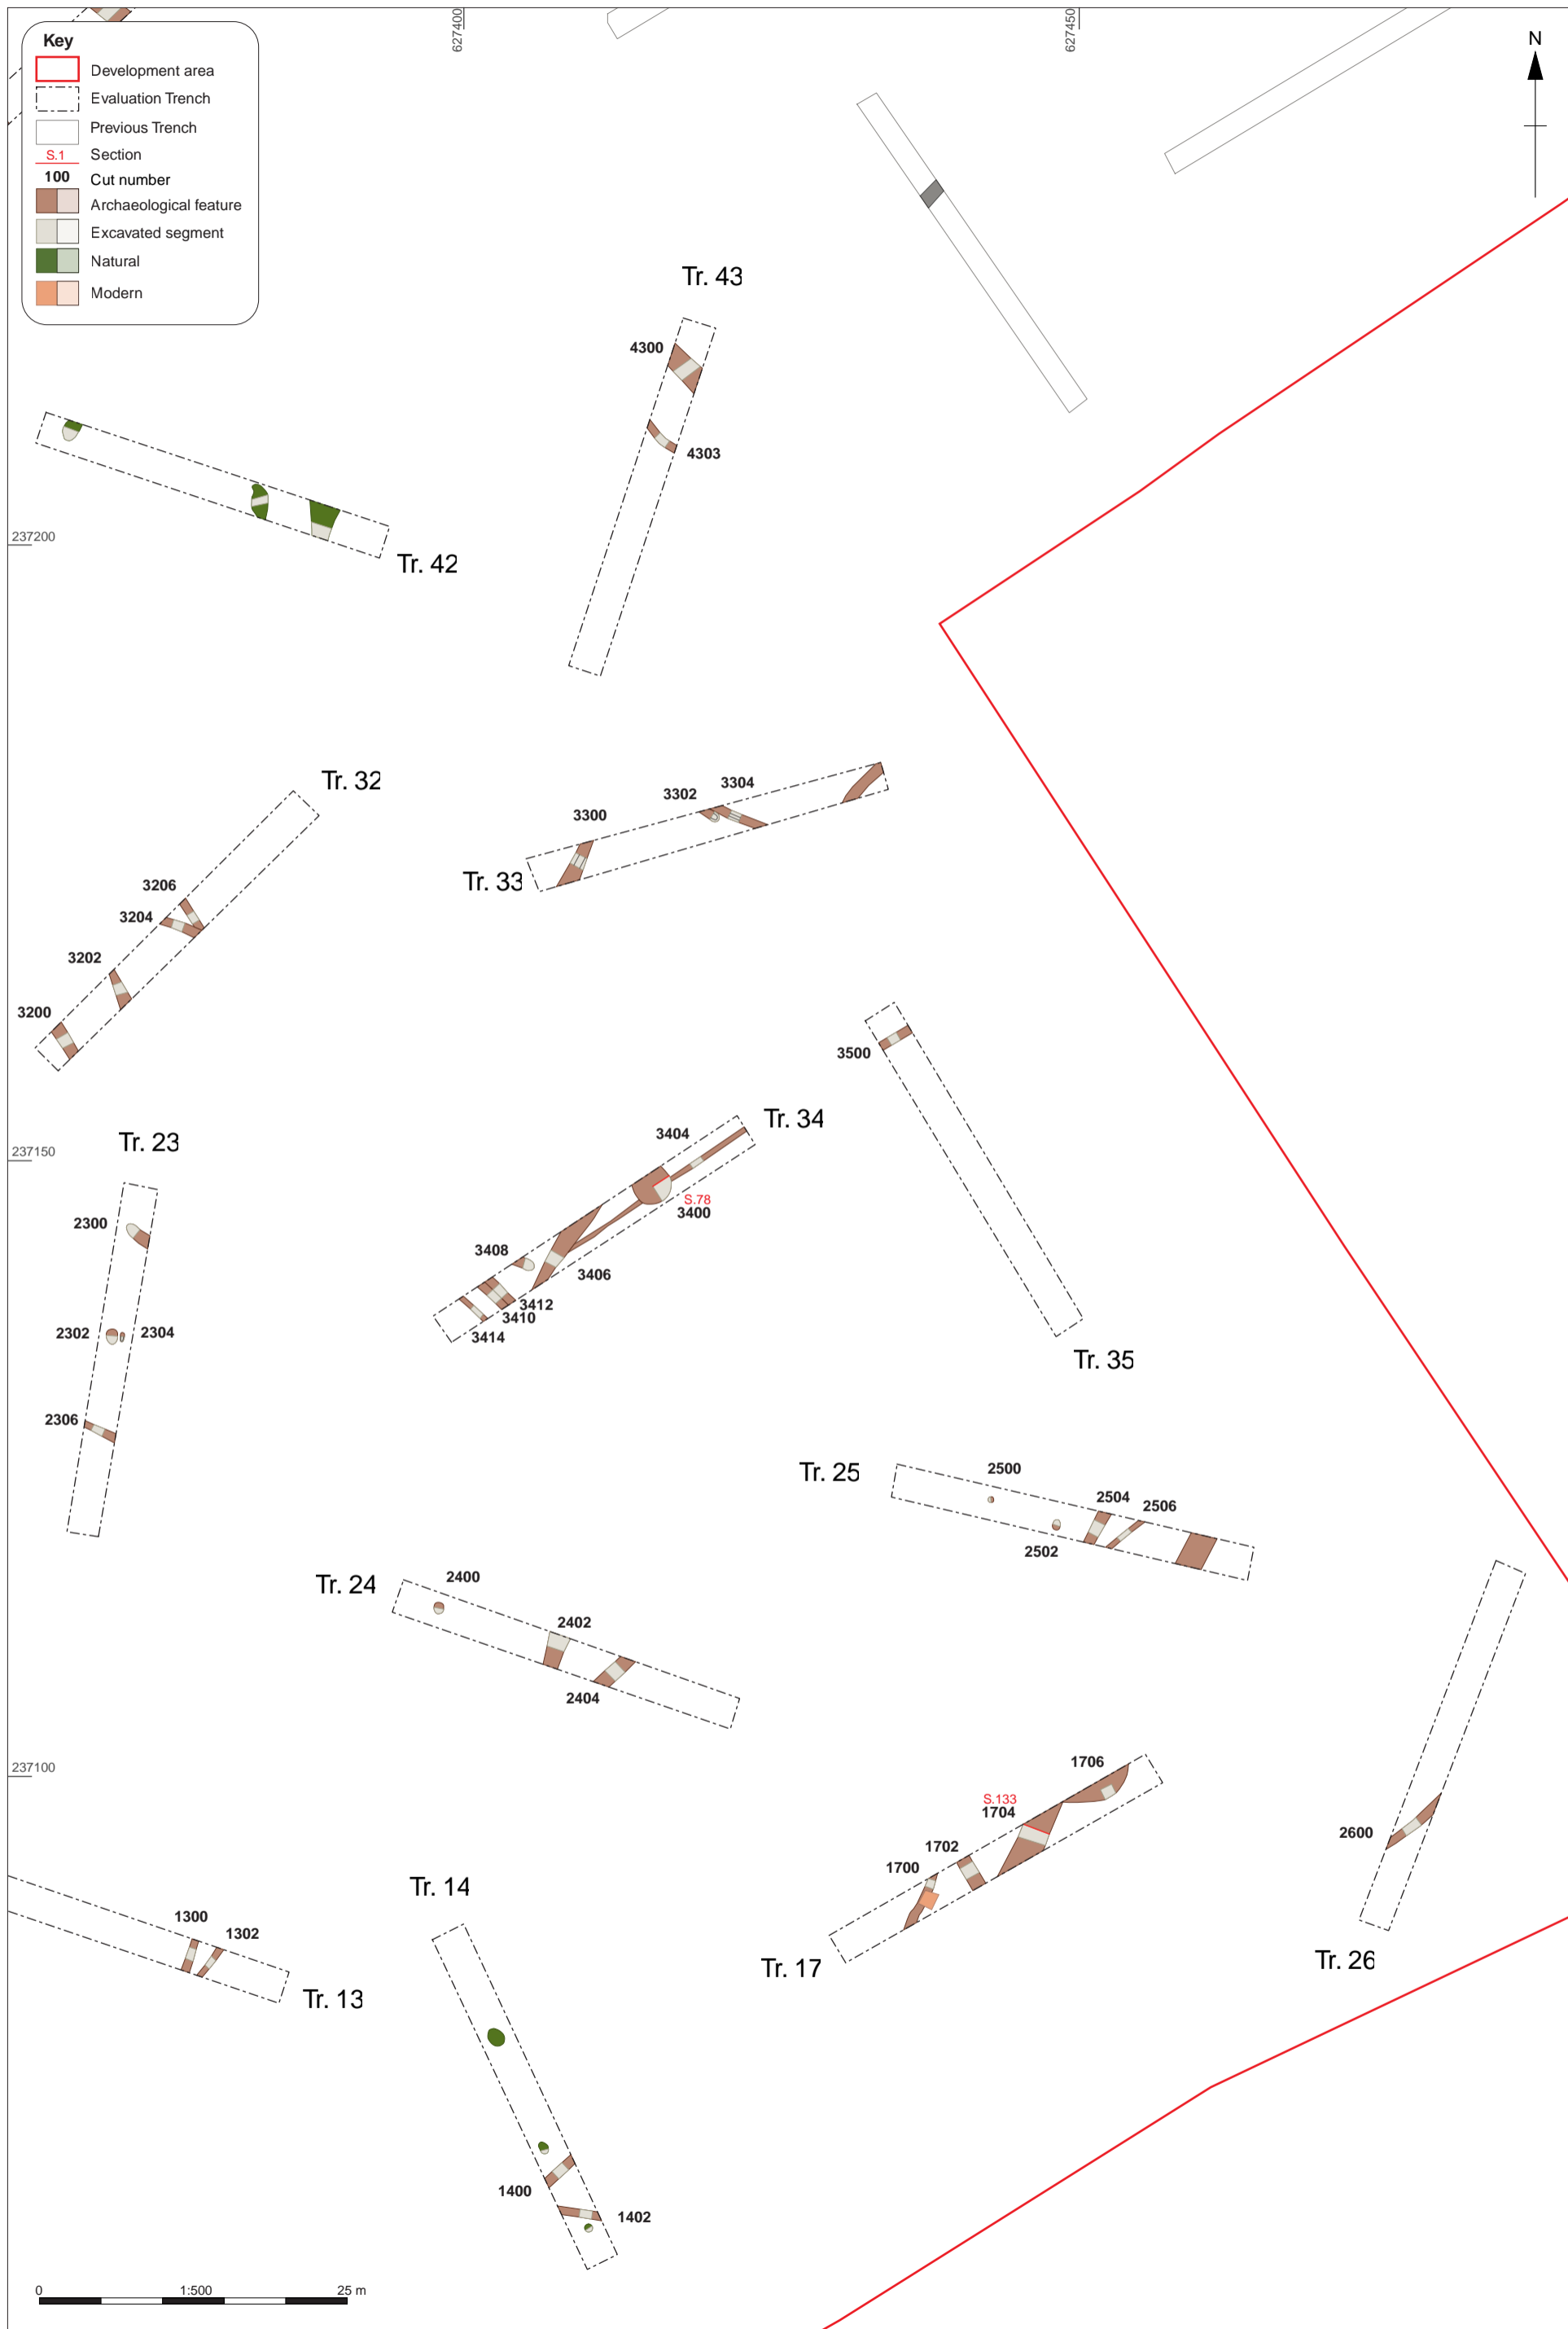 627400
627450
Key
Development area
Evaluation Trench
Previous Trench
S.1 Section
100 Cut number
Archaeological feature
Excavated segment
Natural
Modern
N
Tr. 43
4300
4303
237200
Tr. 42
Tr. 32
3206
3204
3202
3200
3302
3304
3300
Tr. 33
3500
Tr. 35
237150
Tr. 23
2300
2302
2304
2306
Tr. 34
3404
S.78
3400
3408
3406
3412
3410
3414
Tr. 25
2500
2504
2506
2502
Tr. 24
2400
2402
2404
237100
1706
S.133
1704
1702
1700
Tr. 17
2600
Tr. 26
1300
1302
Tr. 13
Tr. 14
1400
1402
0 1:500 25 m